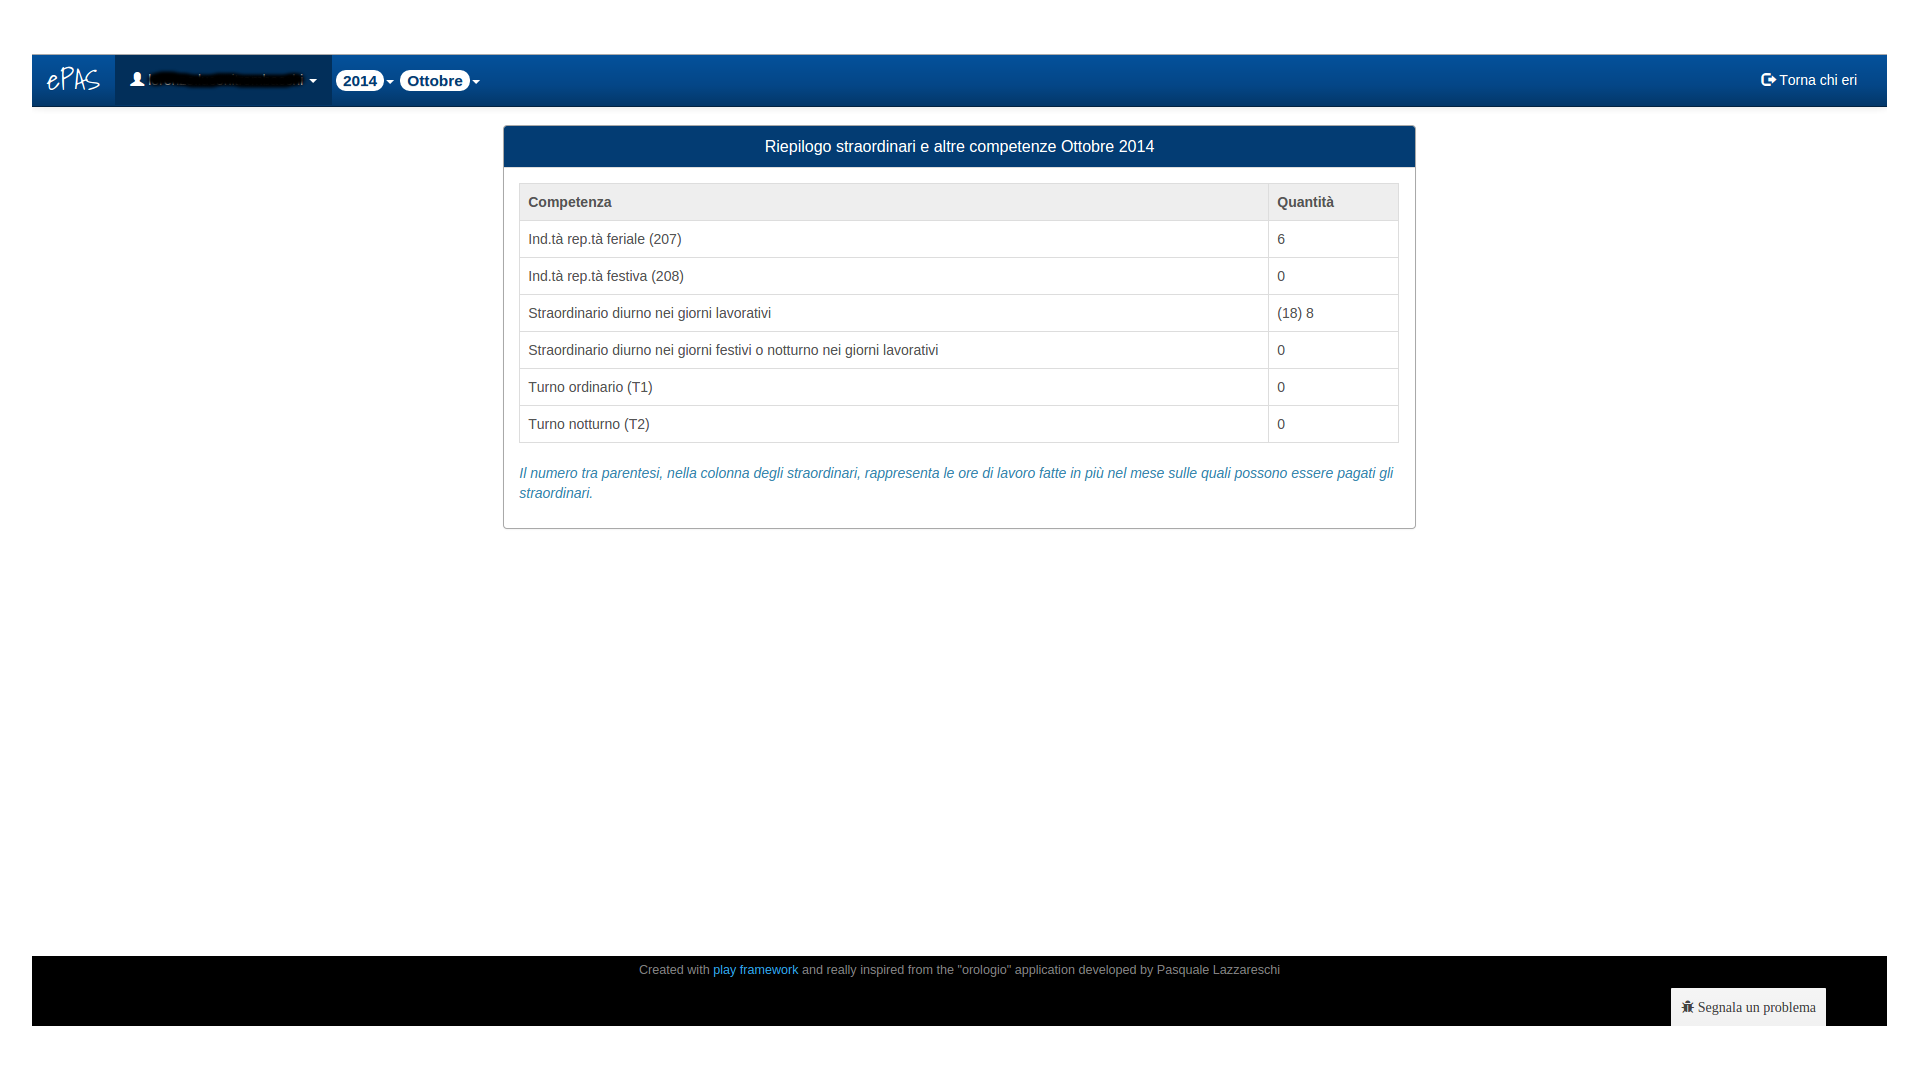 ePAS
2014 Ottobre
Torna chi eri
Riepilogo straordinari e altre competenze Ottobre 2014
Competenza Quantità
Ind.tà rep.tà feriale (207) 6
Ind.tà rep.tà festiva (208) 0
Straordinario diurno nei giorni lavorativi (18) 8
Straordinario diurno nei giorni festivi o notturno nei giorni lavorativi 0
Turno ordinario (T1) 0
Turno notturno (T2) 0
Il numero tra parentesi, nella colonna degli straordinari, rappresenta le ore di lavoro fatte in più nel mese sulle quali possono essere pagati gli
straordinari.
Created with play framework and really inspired from the "orologio" application developed by Pasquale Lazzareschi
Segnala un problema